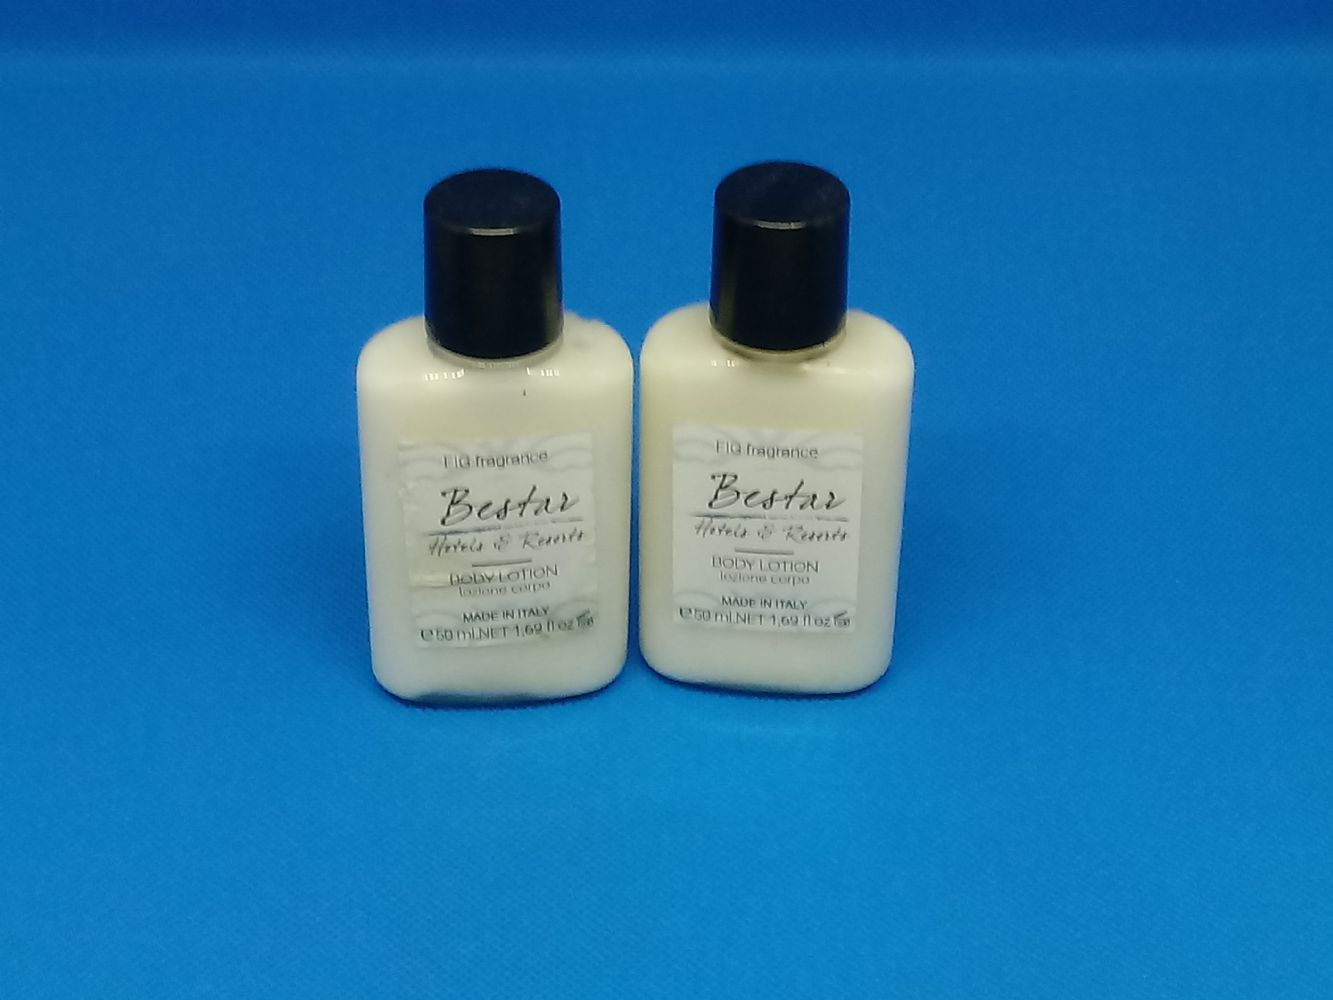 FIG fragrance
Bestar
Hotels & Resorts
BODY LOTION
lozione corpo
MADE IN ITALY
e 50 ml.NET 1,69 fl oz
FIG fragrance
Bestar
Hotels & Resorts
BODY LOTION
lozione corpo
MADE IN ITALY
e 50 ml.NET 1,69 fl oz